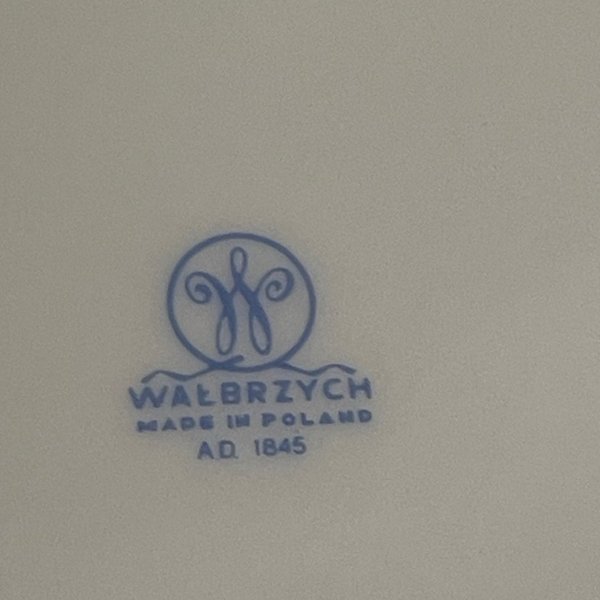 W
WAŁBRZYCH
MADE IN POLAND
A.D. 1845